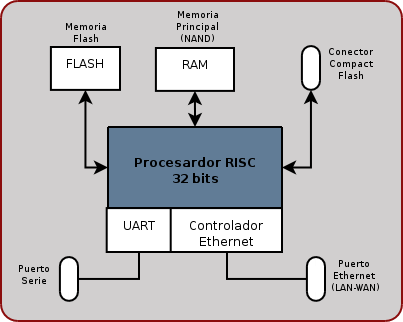 Memoria
Flash
FLASH
Memoria
Principal
(NAND)
RAM
Conector
Compact
Flash
Procesardor RISC
32 bits
UART
Controlador
Ethernet
Puerto
Serie
Puerto
Ethernet
(LAN-WAN)